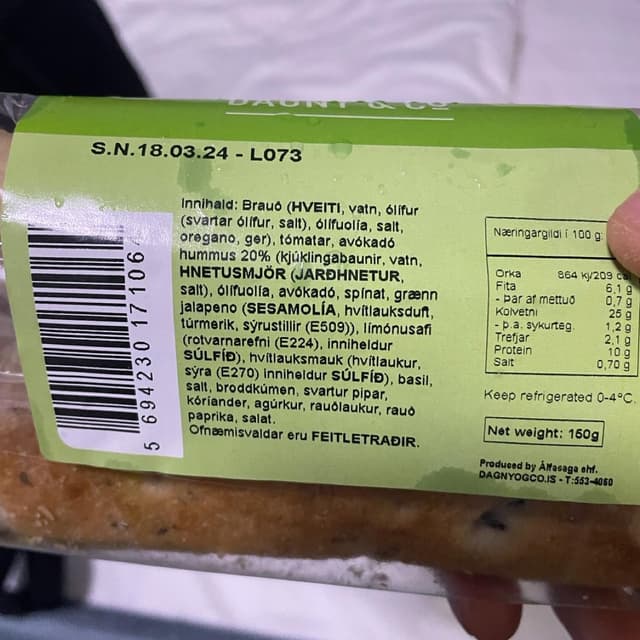 DAGNY & CO
S.N.18.03.24 - L073
Innihald: Brauð (HVEITI, vatn, ólífur
(svartar ólífur, salt), ólífuolía, salt,
oregano, ger), tómatar, avókadó
hummus 20% (kjúklingabaunir, vatn,
HNETUSMJÖR (JARÐHNETUR,
salt), ólífuolía, avókadó, spínat, grænn
jalapeno (SESAMOLÍA, hvítlauksduft,
túrmerik, sýrustillir (E509)), límónusafi
(rotvarnarefni (E224), inniheldur
SÚLFÍÐ), hvítlauksmauk (hvítlaukur,
sýra (E270) inniheldur SÚLFÍÐ), basil,
salt, broddkúmen, svartur pipar,
kóríander, agúrkur, rauðlaukur, rauð
paprika, salat.
Ofnæmisvaldar eru FEITLETRAÐIR.
5 694230 17106
Næringargildi í 100 g:
Orka 864 kj/209
Fita 6,1 g
- Þar af mettuð 0,7 g
Kolvetni 25 g
- þ.a. sykurteg. 1,2 g
Trefjar 2,1 g
Protein 10 g
Salt 0,70 g
Keep refrigerated 0-4°C.
Net weight: 150g
Produced by Álfasaga ehf.
DAGNYOGCO.IS - T:552-4060